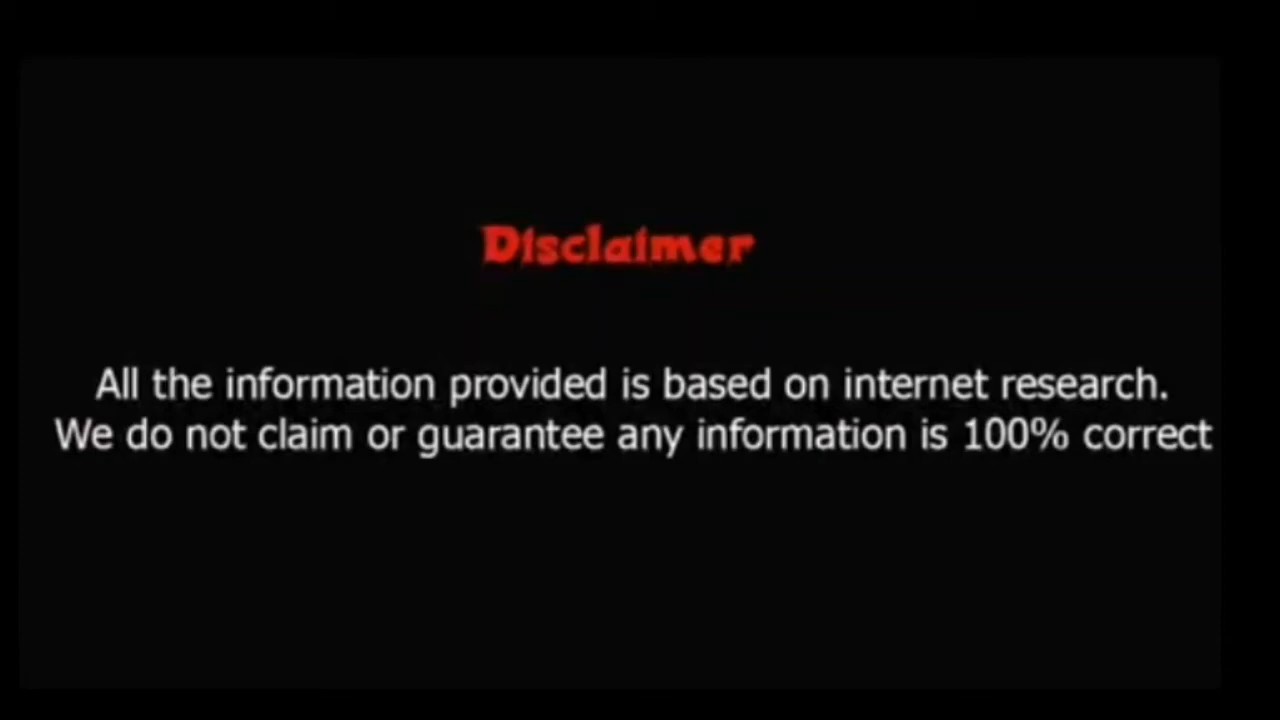 Disclaimer
All the information provided is based on internet research.
We do not claim or guarantee any information is 100% correct